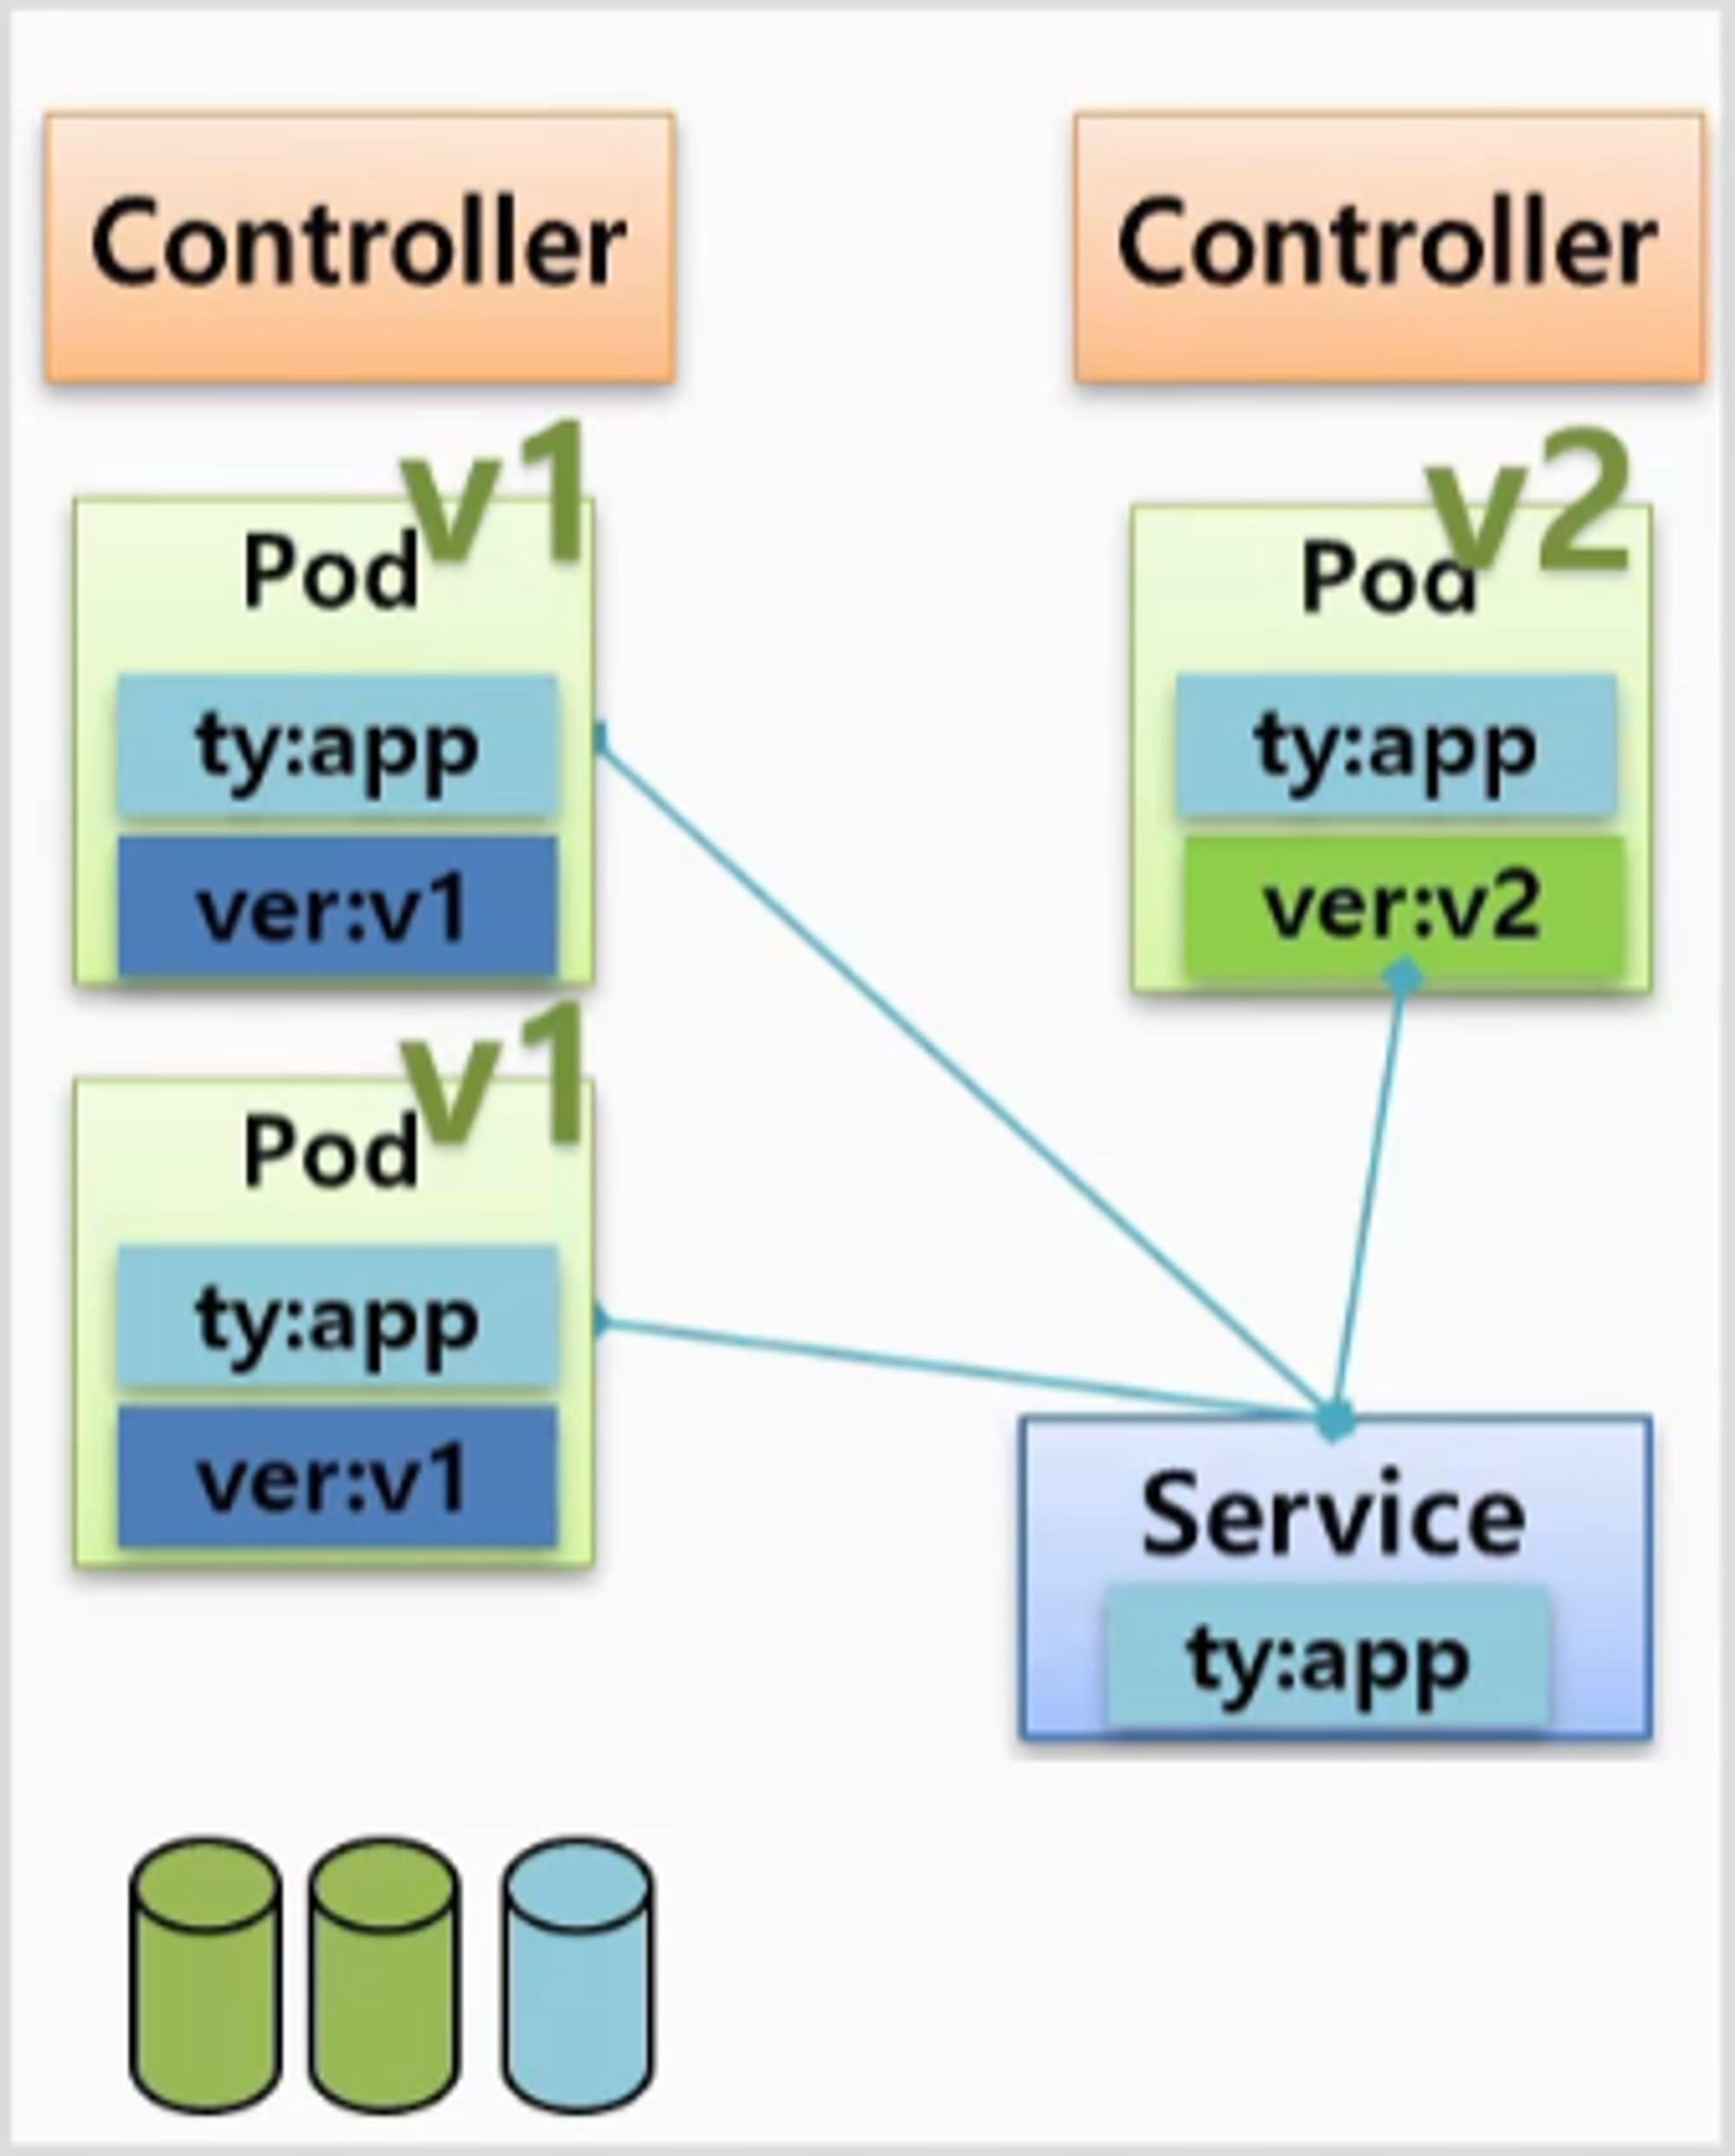 Controller
v1
Pod
ty:app
ver:v1
v1
Pod
ty:app
ver:v1
Controller
v2
Pod
ty:app
ver:v2
Service
ty:app